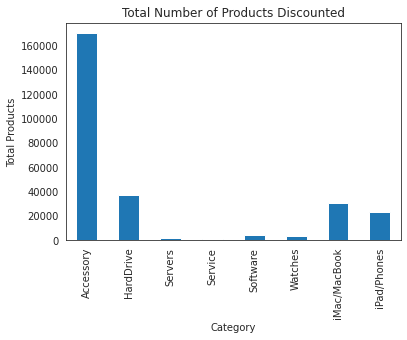 Total Number of Products Discounted
Total Products
160000
140000
120000
100000
80000
60000
40000
20000
0
Accessory
HardDrive
Servers
Service
Software
Watches
iMac/MacBook
iPad/Phones
Category